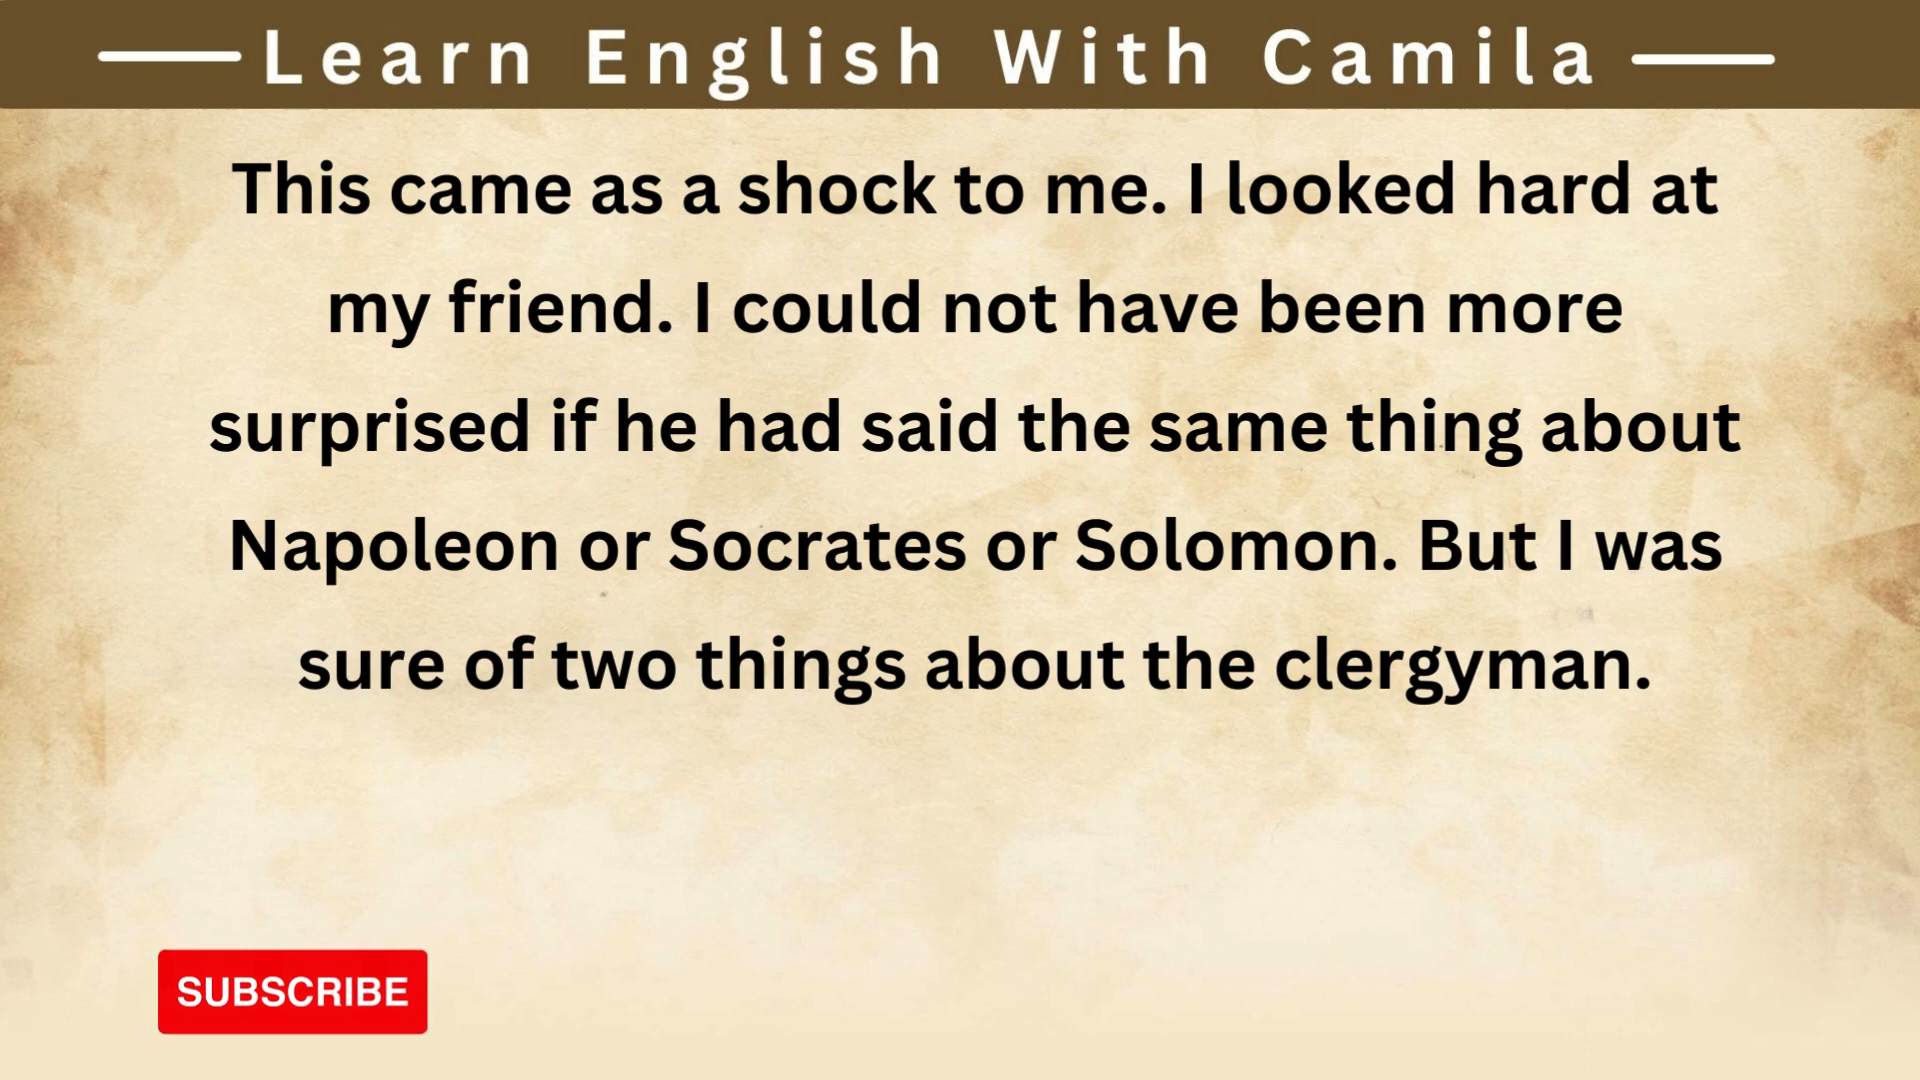 Learn English With Camila
This came as a shock to me. I looked hard at
my friend. I could not have been more
surprised if he had said the same thing about
Napoleon or Socrates or Solomon. But I was
sure of two things about the clergyman.
SUBSCRIBE